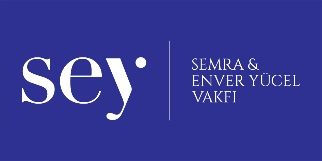 sey
SEMRA &
ENVER YÜCEL
VAKFI